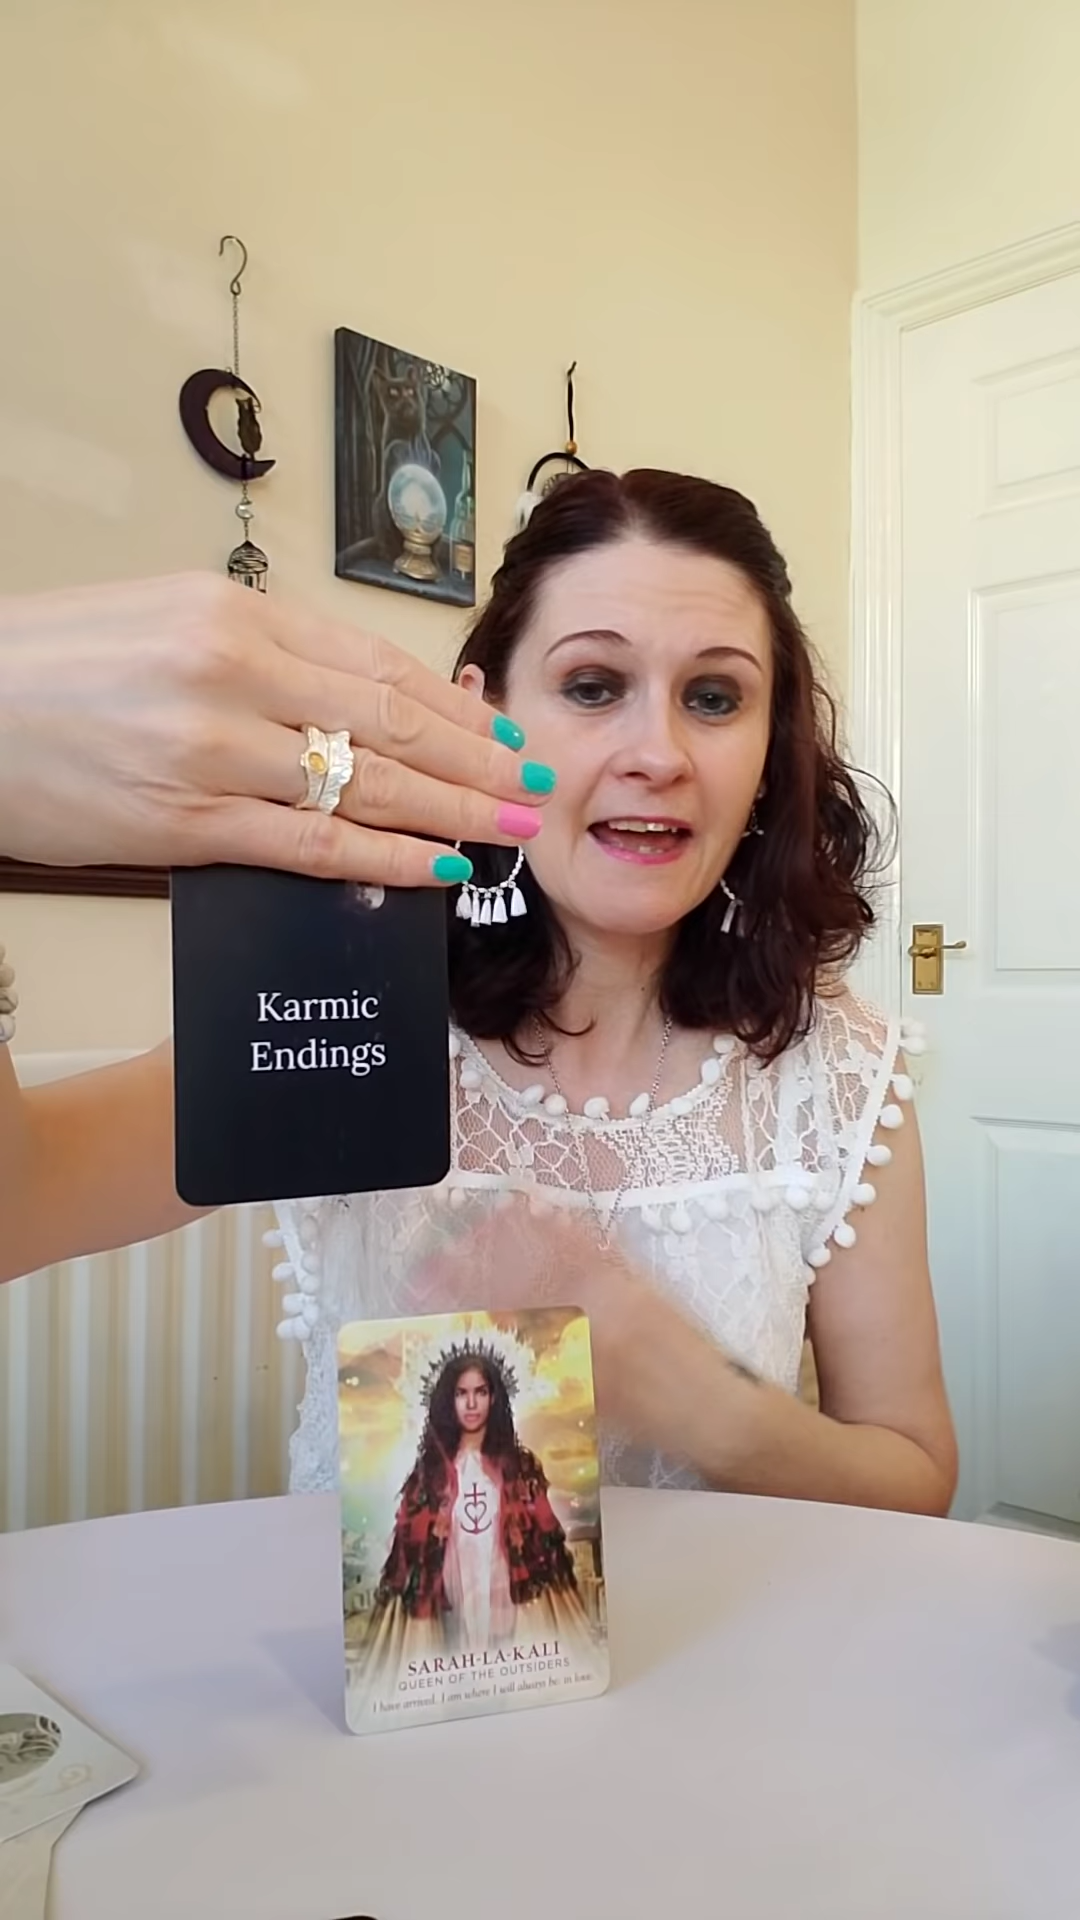 Karmic
Endings
SARAH-LA-KALI
QUEEN OF THE OUTSIDERS
I have arrived. I am where I will always be: in love.